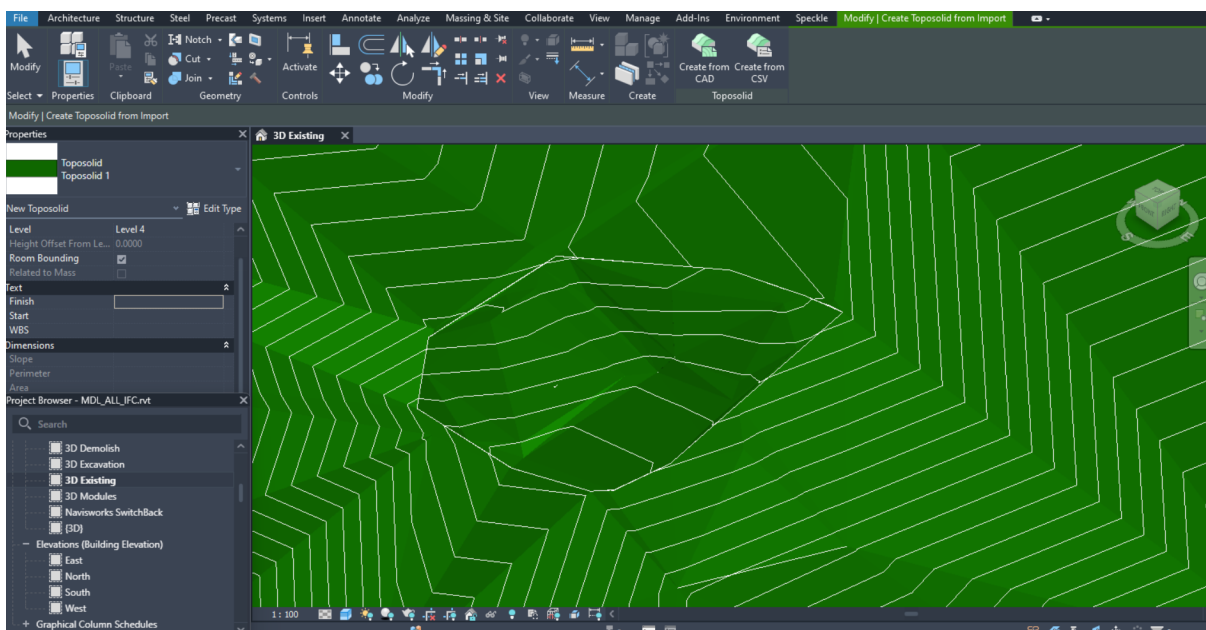 File Architecture Structure Steel Precast Systems Insert Annotate Analyze Massing & Site Collaborate View Manage Add-Ins Environment Speckle Modify | Create Toposolid from Import
Modify Paste Notch Cut Join Activate Create from CAD Create from CSV
Select Properties Clipboard Geometry Controls Modify View Measure Create Toposolid
Modify | Create Toposolid from Import
Properties X
3D Existing X
Toposolid
Toposolid 1
New Toposolid Edit Type
Level Level 4
Height Offset From Le... 0.0000
Room Bounding
Related to Mass
Text
Finish
Start
WBS
Dimensions
Slope
Perimeter
Area
Project Browser - MDL_ALL_IFC.rvt X
Search
3D Demolish
3D Excavation
3D Existing
3D Modules
Navisworks SwitchBack
{3D}
Elevations (Building Elevation)
East
North
South
West
Graphical Column Schedules
1 : 100